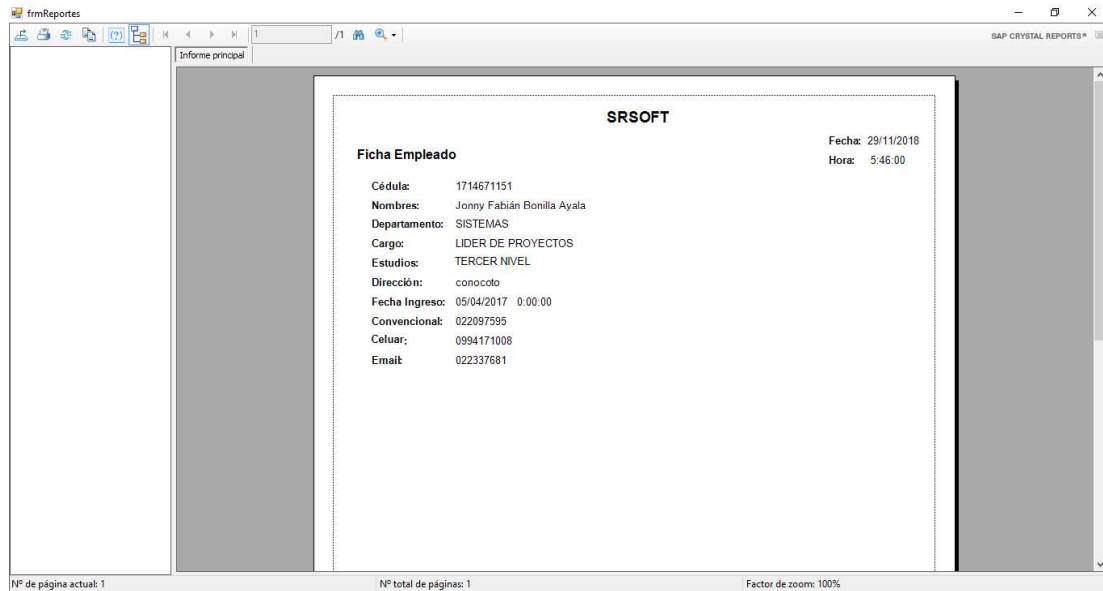 frmReportes
1 /1 SAP CRYSTAL REPORTS®
Informe principal
SRSOFT
Fecha: 29/11/2018
Ficha Empleado
Hora: 5:46:00
Cédula: 1714671151
Nombres: Jonny Fabián Bonilla Ayala
Departamento: SISTEMAS
Cargo: LIDER DE PROYECTOS
Estudios: TERCER NIVEL
Dirección: conocoto
Fecha Ingreso: 05/04/2017 0:00:00
Convencional: 022097595
Celuar: 0994171008
Email: 022337681
Nº de página actual: 1 Nº total de páginas: 1 Factor de zoom: 100%